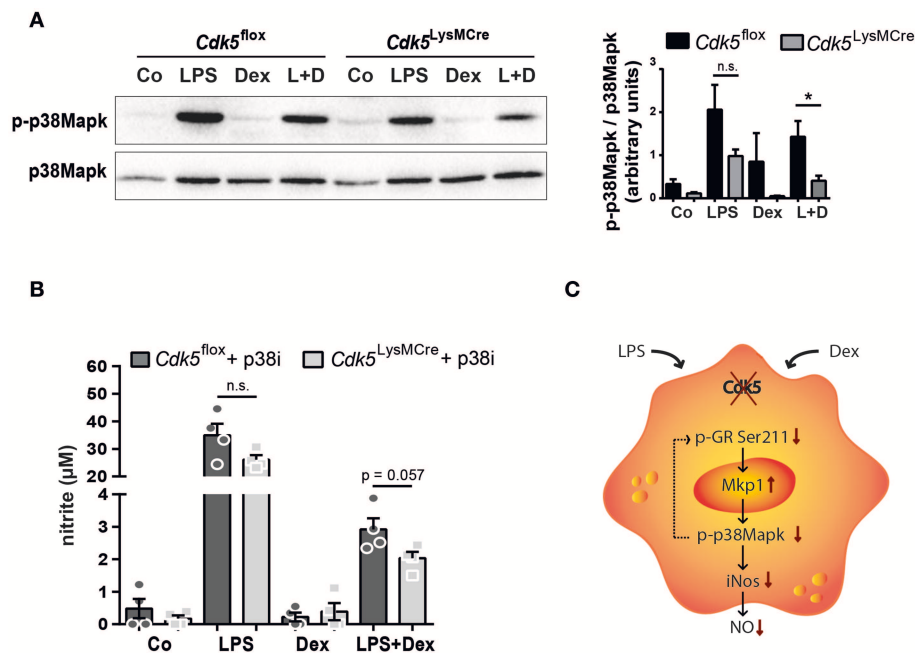 A
Cdk5flox
Cdk5LysMCre
Co LPS Dex L+D Co LPS Dex L+D
p-p38Mapk
p38Mapk
Cdk5flox Cdk5LysMCre
p-p38Mapk / p38Mapk
(arbitrary units)
3
2
1
0
n.s.
*
Co LPS Dex L+D
B
Cdk5flox + p38i Cdk5LysMCre + p38i
nitrite (µM)
60
50
40
30
20
10
4
3
2
1
0
n.s.
p = 0.057
Co LPS Dex LPS+Dex
C
LPS
Dex
Cdk5
p-GR Ser211
Mkp1
p-p38Mapk
iNos
NO